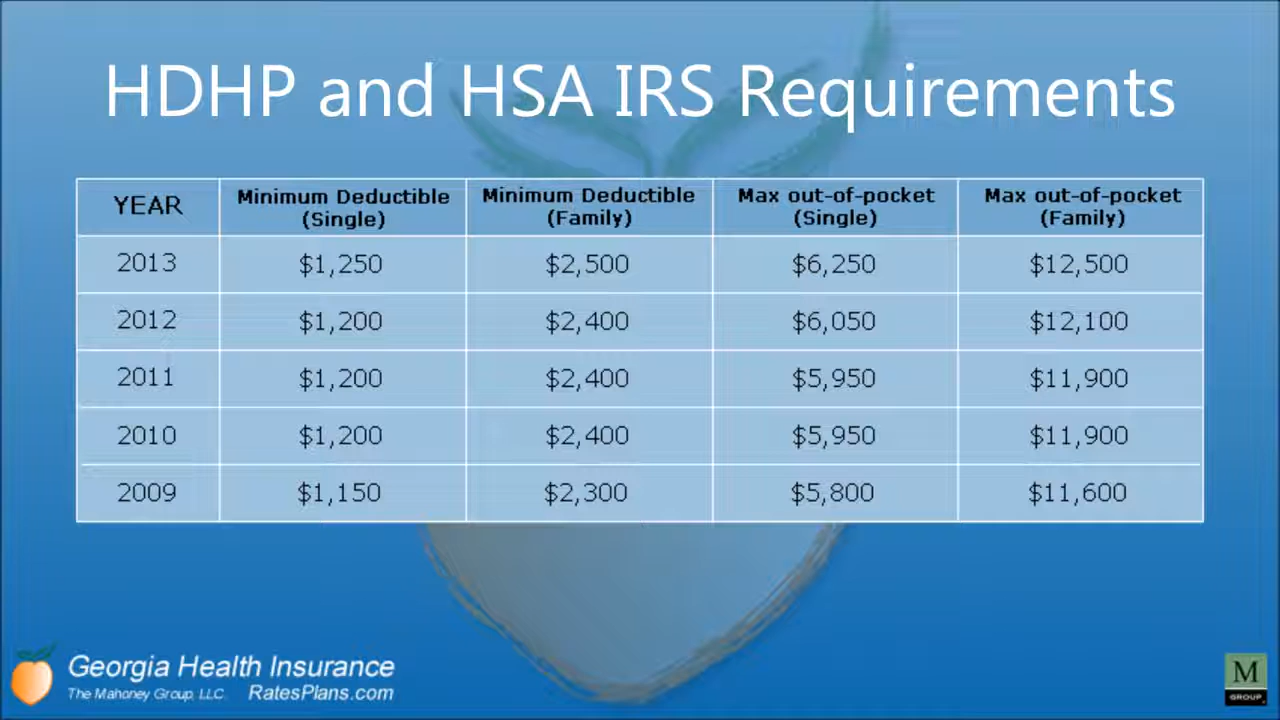 HDHP and HSA IRS Requirements
YEAR Minimum Deductible (Single) Minimum Deductible (Family) Max out-of-pocket (Single) Max out-of-pocket (Family)
2013 $1,250 $2,500 $6,250 $12,500
2012 $1,200 $2,400 $6,050 $12,100
2011 $1,200 $2,400 $5,950 $11,900
2010 $1,200 $2,400 $5,950 $11,900
2009 $1,150 $2,300 $5,800 $11,600
Georgia Health Insurance
The Mahoney Group, LLC. RatesPlans.com
M
GROUP